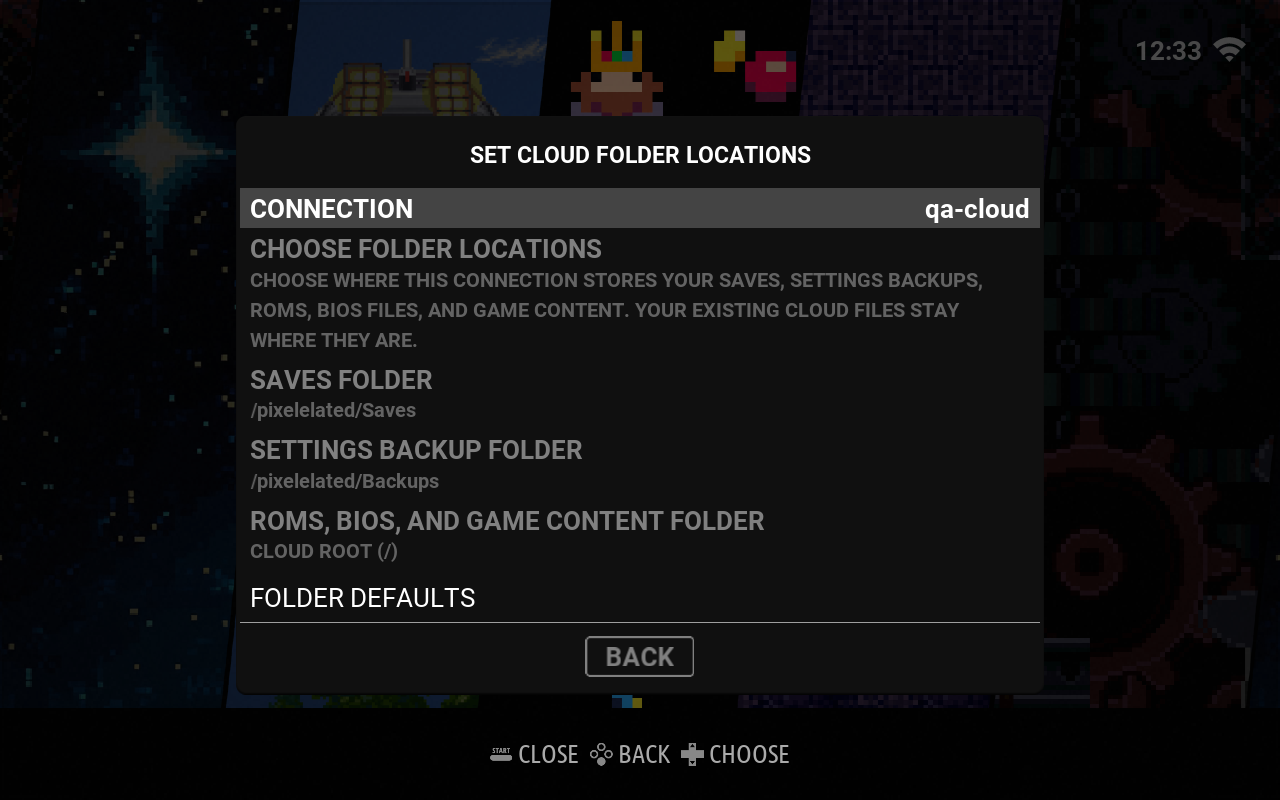 12:33
SET CLOUD FOLDER LOCATIONS
CONNECTION qa-cloud
CHOOSE FOLDER LOCATIONS
CHOOSE WHERE THIS CONNECTION STORES YOUR SAVES, SETTINGS BACKUPS,
ROMS, BIOS FILES, AND GAME CONTENT. YOUR EXISTING CLOUD FILES STAY
WHERE THEY ARE.
SAVES FOLDER
/pixelelated/Saves
SETTINGS BACKUP FOLDER
/pixelelated/Backups
ROMS, BIOS, AND GAME CONTENT FOLDER
CLOUD ROOT (/)
FOLDER DEFAULTS
BACK
START CLOSE BACK CHOOSE